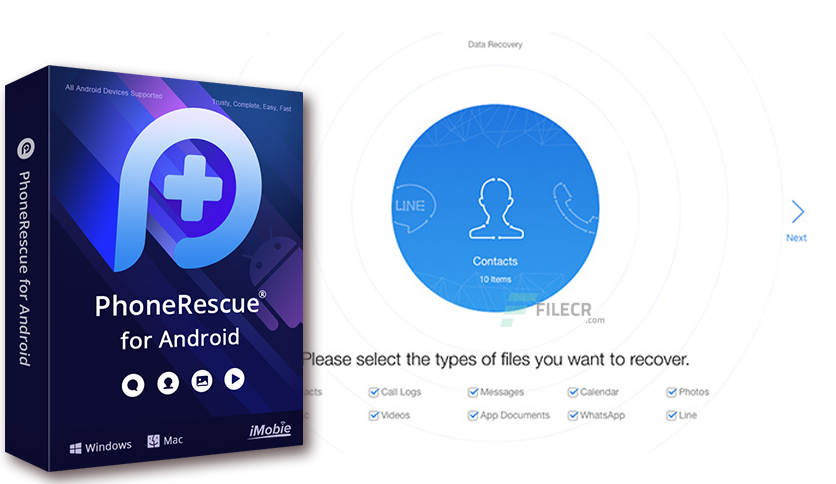 All Android Devices Supported
Trusty, Complete, Easy, Fast
PhoneRescue for Android
PhoneRescue®
for Android
Windows
Mac
iMobie
Data Recovery
LINE
Contacts
10 Items
Next
FILECR
.com
Please select the types of files you want to recover.
acts
Call Logs
Messages
Calendar
Photos
c
Videos
App Documents
WhatsApp
Line